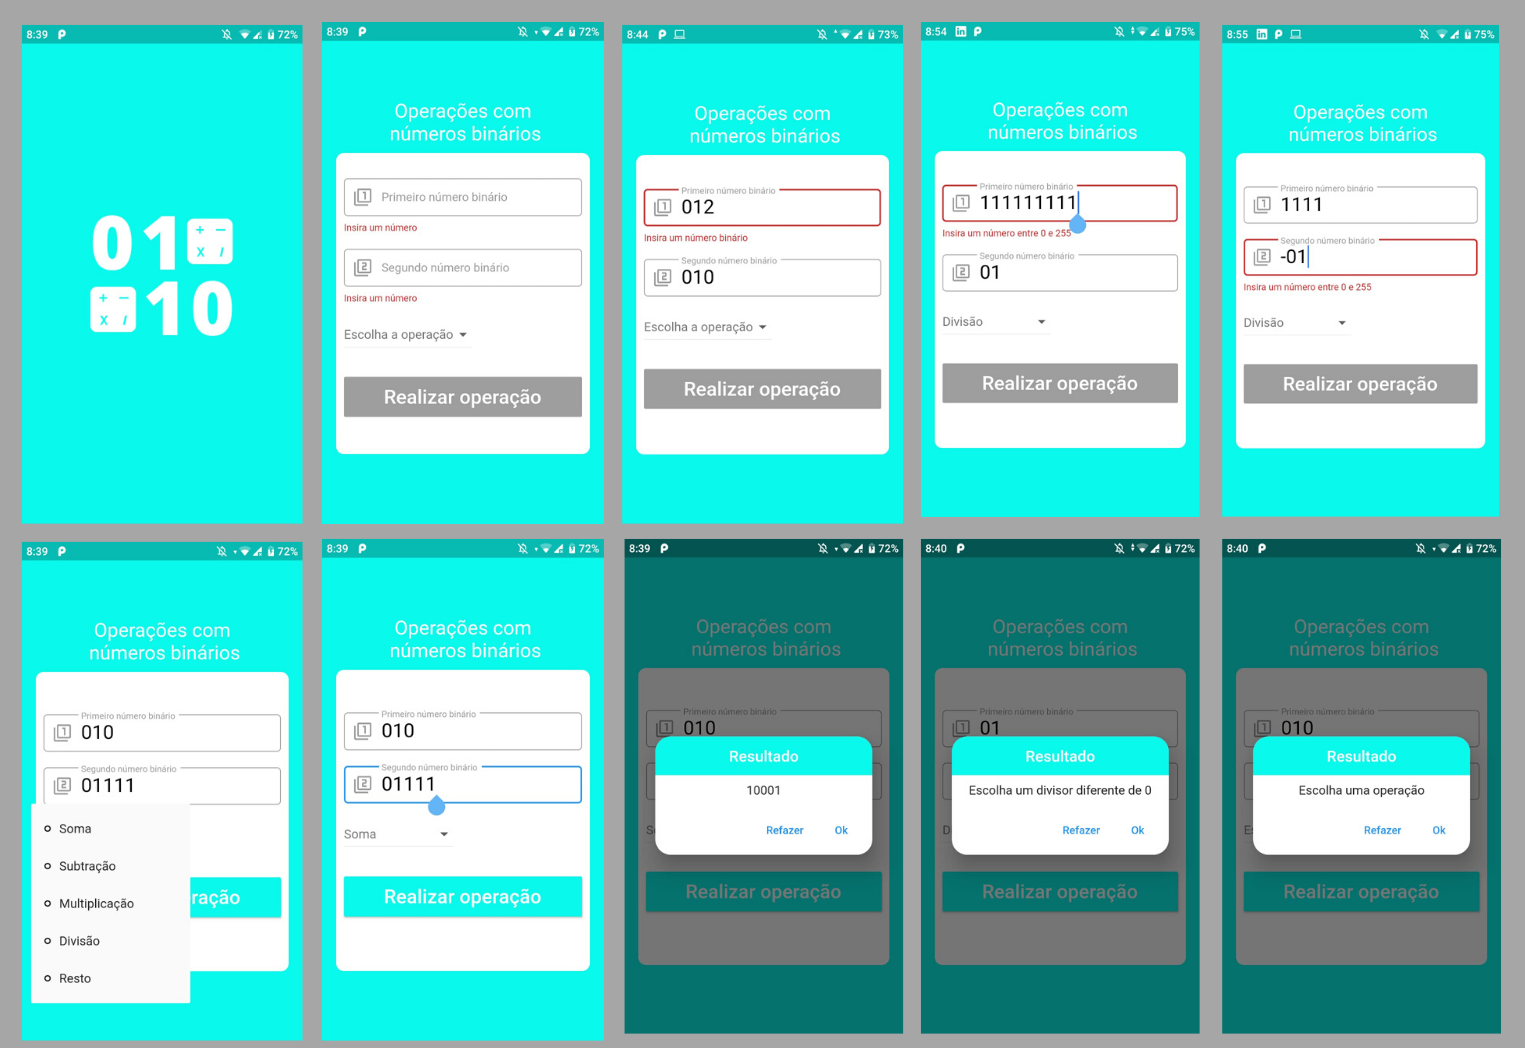 8:39
72%
01
+ −
x /
+ −
x /
10
8:39
72%
Operações com
números binários
Primeiro número binário
Insira um número
Segundo número binário
Insira um número
Escolha a operação
Realizar operação
8:44
73%
Operações com
números binários
Primeiro número binário
012
Insira um número binário
Segundo número binário
010
Escolha a operação
Realizar operação
8:54 in
75%
Operações com
números binários
Primeiro número binário
111111111
Insira um número entre 0 e 255
Segundo número binário
01
Divisão
Realizar operação
8:55 in
75%
Operações com
números binários
Primeiro número binário
1111
Segundo número binário
-01
Insira um número entre 0 e 255
Divisão
Realizar operação
8:39
72%
Operações com
números binários
Primeiro número binário
010
Segundo número binário
01111
Soma
Subtração
Multiplicação
Divisão
Resto
ração
8:39
72%
Operações com
números binários
Primeiro número binário
010
Segundo número binário
01111
Soma
Realizar operação
8:39
72%
Operações com
números binários
Primeiro número binário
010
Resultado
10001
Refazer Ok
S
Realizar operação
8:40
72%
Operações com
números binários
Primeiro número binário
01
Resultado
Escolha um divisor diferente de 0
Refazer Ok
D
Realizar operação
8:40
72%
Operações com
números binários
Primeiro número binário
010
Resultado
Escolha uma operação
Refazer Ok
E
Realizar operação